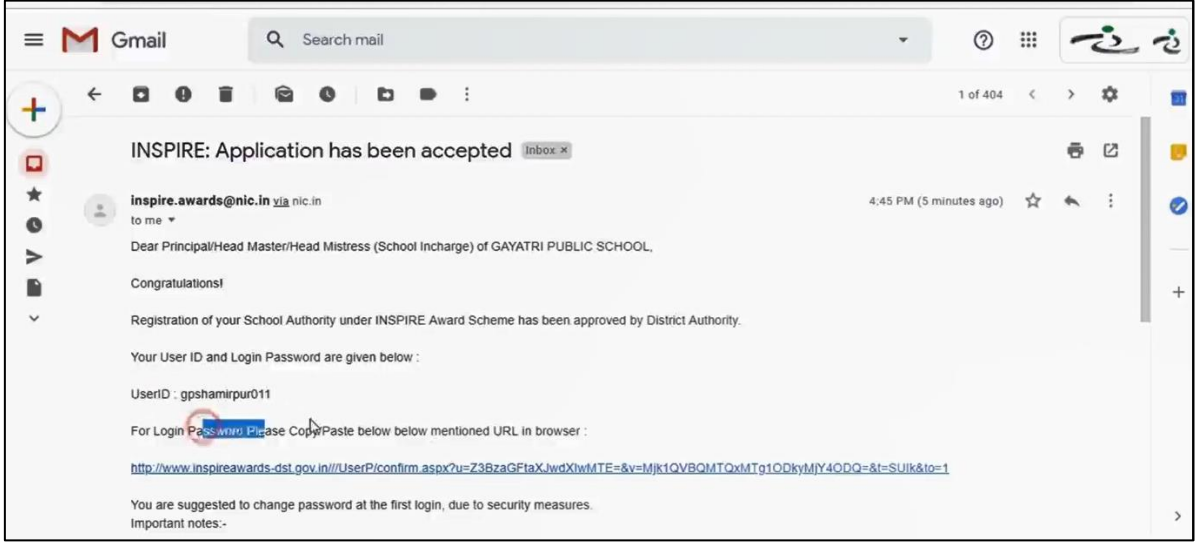 Gmail
Search mail
1 of 404
INSPIRE: Application has been accepted Inbox ×
inspire.awards@nic.in via nic.in
4:45 PM (5 minutes ago)
to me
Dear Principal/Head Master/Head Mistress (School Incharge) of GAYATRI PUBLIC SCHOOL,
Congratulations!
Registration of your School Authority under INSPIRE Award Scheme has been approved by District Authority.
Your User ID and Login Password are given below :
UserID : gpshamirpur011
For Login Password Please Copy/Paste below below mentioned URL in browser :
http://www.inspireawards-dst.gov.in///UserP/confirm.aspx?u=Z3BzaGFtaXJwdXIwMTE=&v=Mjk1QVBQMTQxMTg1ODkyMjY4ODQ=&t=SUlk&to=1
You are suggested to change password at the first login, due to security measures.
Important notes:-